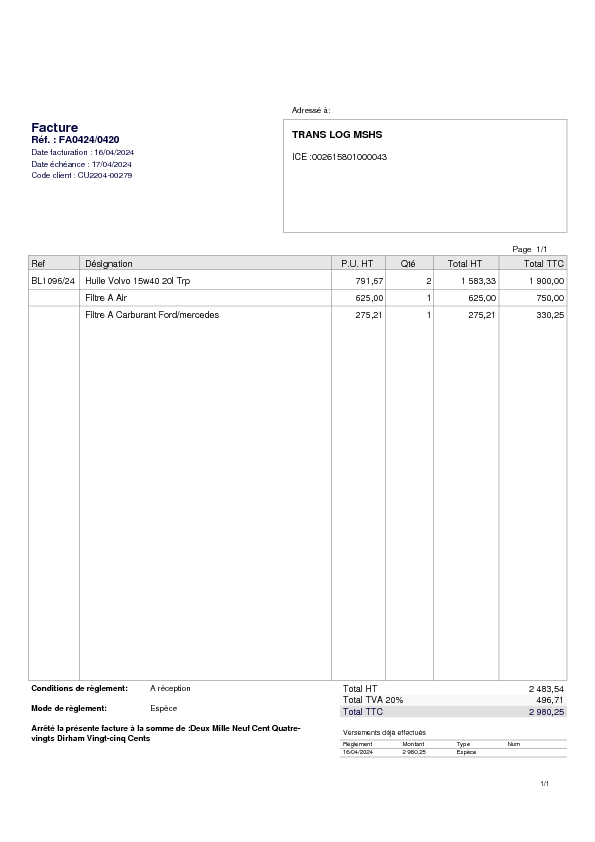 Adressé à:
Facture
Réf. : FA0424/0420
Date facturation : 16/04/2024
Date échéance : 17/04/2024
Code client : CU2204-00279
TRANS LOG MSHS
ICE :002615801000043
Page 1/1
Ref Désignation P.U. HT Qté Total HT Total TTC
BL1096/24 Huile Volvo 15w40 20l Trp 791,67 2 1 583,33 1 900,00
Filtre A Air 625,00 1 625,00 750,00
Filtre A Carburant Ford/mercedes 275,21 1 275,21 330,25
Conditions de règlement: A réception
Mode de règlement: Espèce
Arrêté la présente facture à la somme de :Deux Mille Neuf Cent Quatre-
vingts Dirham Vingt-cinq Cents
Total HT 2 483,54
Total TVA 20% 496,71
Total TTC 2 980,25
Versements déjà effectués
Règlement Montant Type Num
16/04/2024 2 980,25 Espèce
1/1